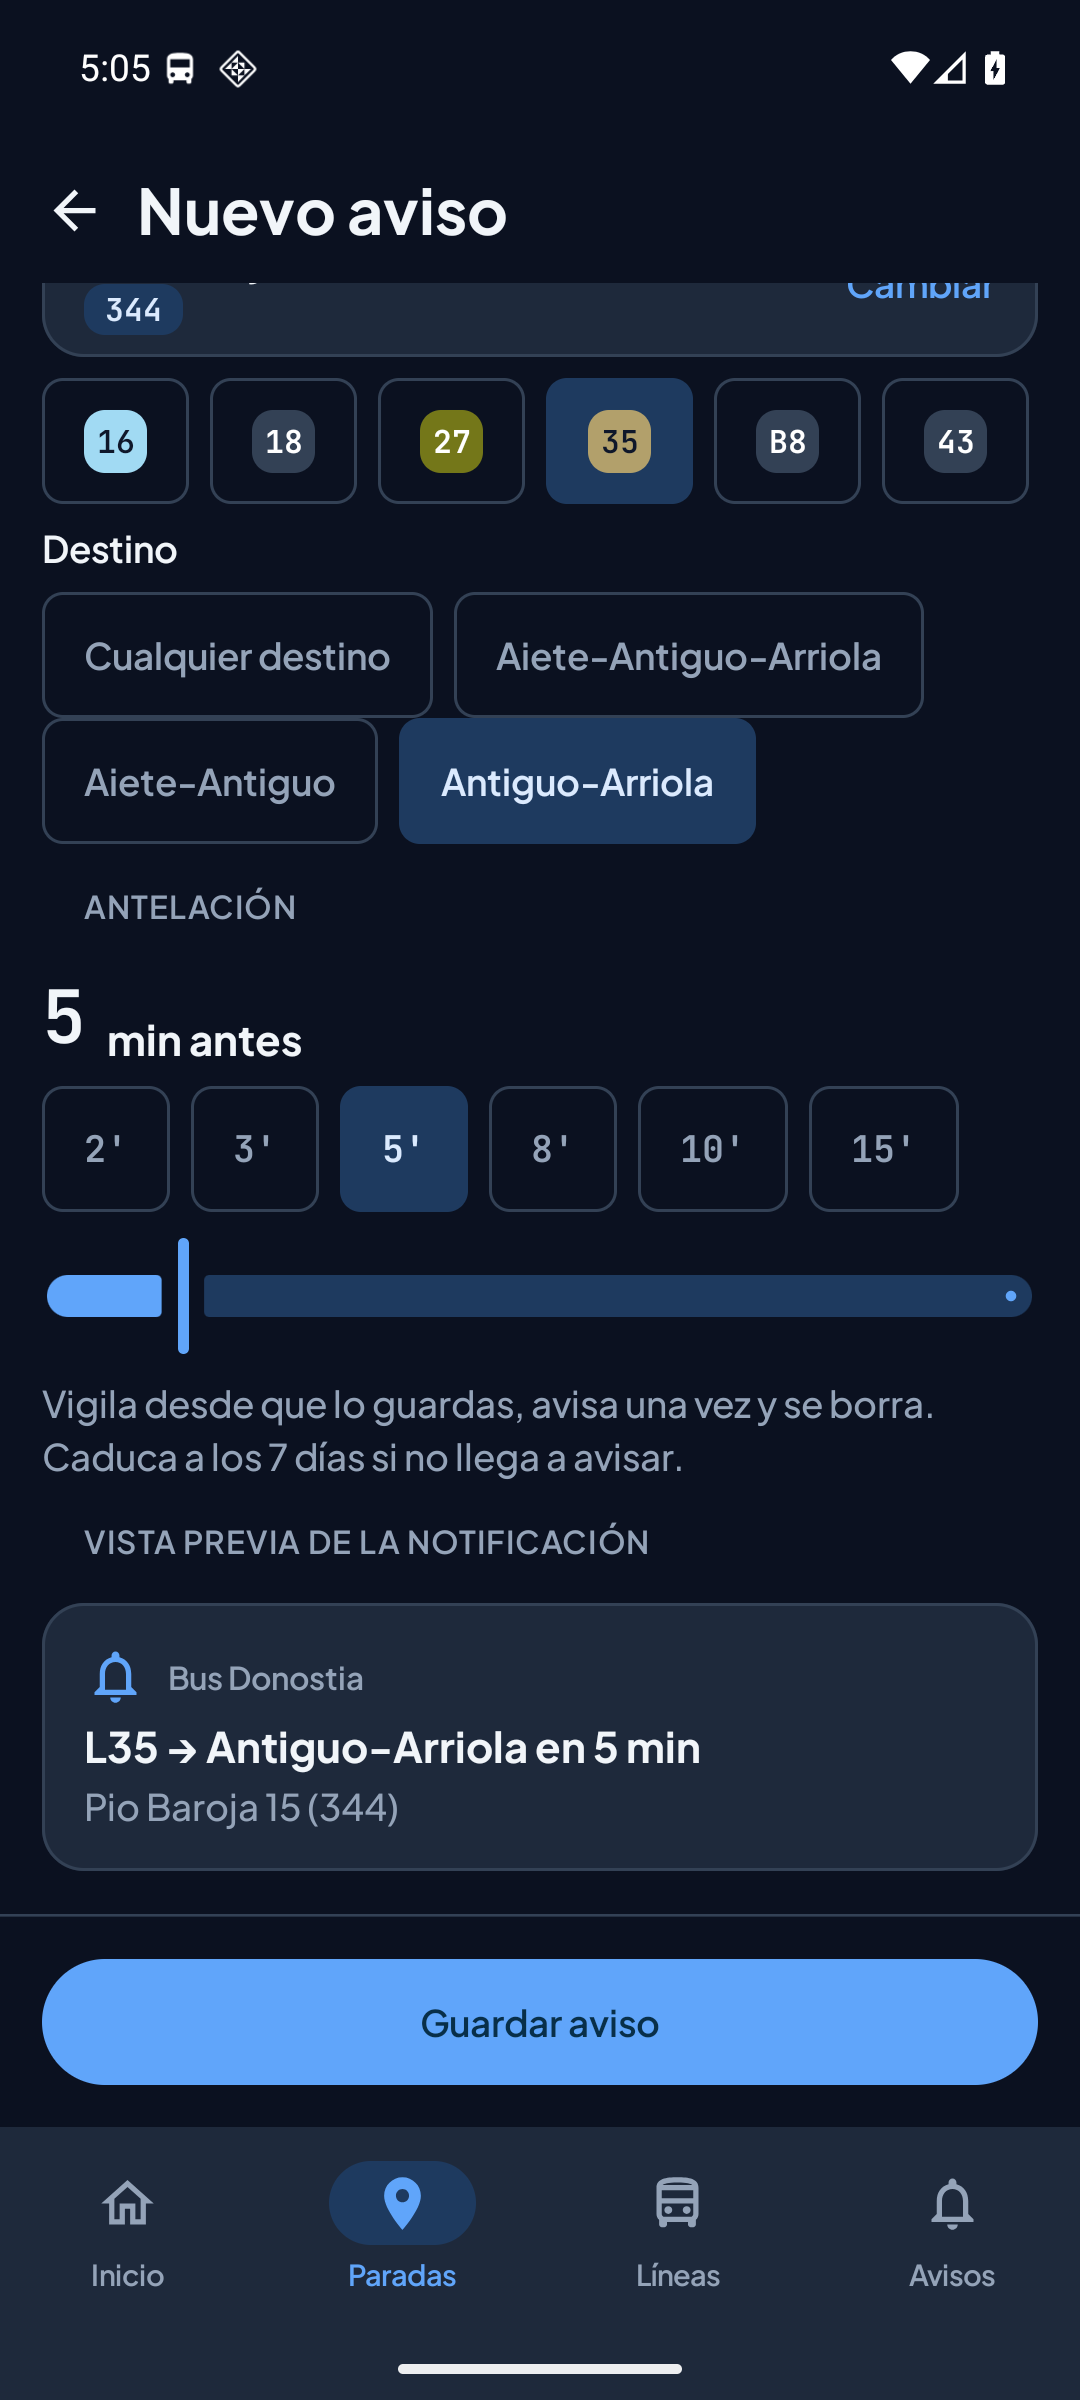 5:05
Nuevo aviso
344
Cambiar
16 18 27 35 B8 43
Destino
Cualquier destino Aiete-Antiguo-Arriola
Aiete-Antiguo Antiguo-Arriola
ANTELACIÓN
5 min antes
2' 3' 5' 8' 10' 15'
Vigila desde que lo guardas, avisa una vez y se borra.
Caduca a los 7 días si no llega a avisar.
VISTA PREVIA DE LA NOTIFICACIÓN
Bus Donostia
L35 → Antiguo-Arriola en 5 min
Pio Baroja 15 (344)
Guardar aviso
Inicio Paradas Líneas Avisos